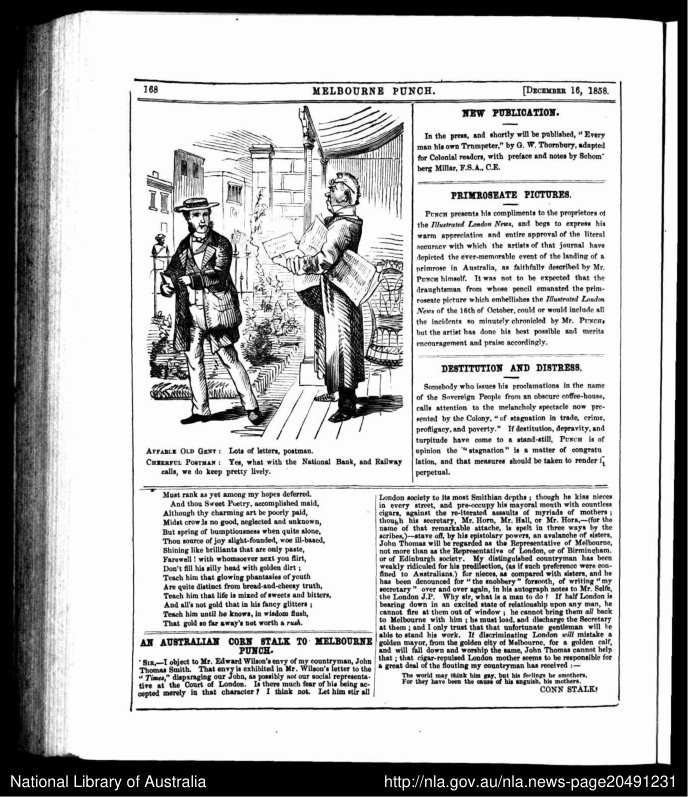 168
MELBOURNE PUNCH.
[DECEMBER 16, 1858.
AFFABLE OLD GENT : Lots of letters, postman.
CHEERFUL POSTMAN : Yes, what with the National Bank, and Railway
calls, we do keep pretty lively.
NEW PUBLICATION.
In the press, and shortly will be published, "Every
man his own Trumpeter," by G. W. Thornbury, adapted
for Colonial readers, with preface and notes by Schom-
berg Millar, F.S.A., C.E.
PRIMROSEATE PICTURES.
PUNCH presents his compliments to the proprietors of
the Illustrated London News, and begs to express his
warm appreciation and entire approval of the literal
accuracy with which the artists of that journal have
depicted the ever-memorable event of the landing of a
primrose in Australia, as faithfully described by Mr.
PUNCH himself. It was not to be expected that the
draughtsman from whose pencil emanated the prim-
roseate picture which embellishes the Illustrated London
News of the 16th of October, could or would include all
the incidents so minutely chronicled by Mr. PUNCH,
but the artist has done his best possible and merits
encouragement and praise accordingly.
DESTITUTION AND DISTRESS.
Somebody who issues his proclamations in the name
of the Sovereign People from an obscure coffee-house,
calls attention to the melancholy spectacle now pre-
sented by the Colony, "of stagnation in trade, crime,
profligacy, and poverty." If destitution, depravity, and
turpitude have come to a stand-still, PUNCH is of
opinion the "stagnation" is a matter of congratu
lation, and that measures should be taken to render it
perpetual.
Must rank as yet among my hopes deferred,
And thou Sweet Poetry, accomplished maid,
Although thy charming art be poorly paid,
Midst crowds no good, neglected and unknown,
But spring of bumptiousness when quite alone,
Thou source of joy slight-founded, woe ill-based,
Shining like brilliants that are only paste,
Farewell! with whomsoever next you flirt,
Don't fill his silly head with golden dirt ;
Teach him that glowing phantasies of youth
Are quite distinct from bread-and-cheesy truth,
Teach him that life is mixed of sweets and bitters,
And all's not gold that in his fancy glitters ;
Teach him until he knows, in wisdom flush,
That gold so far away's not worth a rush.
AN AUSTRALIAN CORN STALK TO MELBOURNE
PUNCH.
SIR,—I object to Mr. Edward Wilson's envy of my countryman, John
Thomas Smith. That envy is exhibited in Mr. Wilson's letter to the
"Times," disparaging our John, as possibly not our social representa-
tive at the Court of London. Is there much fear of his being ac-
cepted merely in that character? I think not. Let him stir all
London society to its most Smithian depths ; though he kiss nieces
in every street, and pre-occupy his mayoral month with countless
cigars, against the re-iterated assaults of myriads of mothers ;
though his secretary, Mr. Horn, Mr. Hall, or Mr. Hora,—(for the
name of that remarkable attache, is spelt in three ways by the
scribes,)—stave off, by his epistolary powers, an avalanche of sisters,
John Thomas will be regarded as the Representative of Melbourne,
not more than as the Representative of London, or of Birmingham,
or of Edinburgh society. My distinguished countryman has been
weakly ridiculed for his predilection, (as if such preference were con-
fined to Australians.) for nieces, as compared with sisters, and he
has been denounced for "the snobbery" forsooth, of writing "my
secretary" over and over again, in his autograph notes to Mr. Selfe,
the London J.P. Why sir, what is a man to do? If half London is
bearing down in an excited state of relationship upon any man, he
cannot fire at them out of window ; he cannot bring them all back
to Melbourne with him ; he must load, and discharge the Secretary
at them ; and I only trust that that unfortunate gentleman will be
able to stand his work. If discriminating London will mistake a
golden mayor, from the golden city of Melbourne, for a golden calf,
and will fall down and worship the same, John Thomas cannot help
that ; that cigar-repulsed London mother seems to be responsible for
a great deal of the flouting my countryman has received :—
The world may think him gay, but his feelings he smothers,
For they have been the cause of his anguish, his mothers.
CORN STALK!
National Library of Australia
http://nla.gov.au/nla.news-page20491231